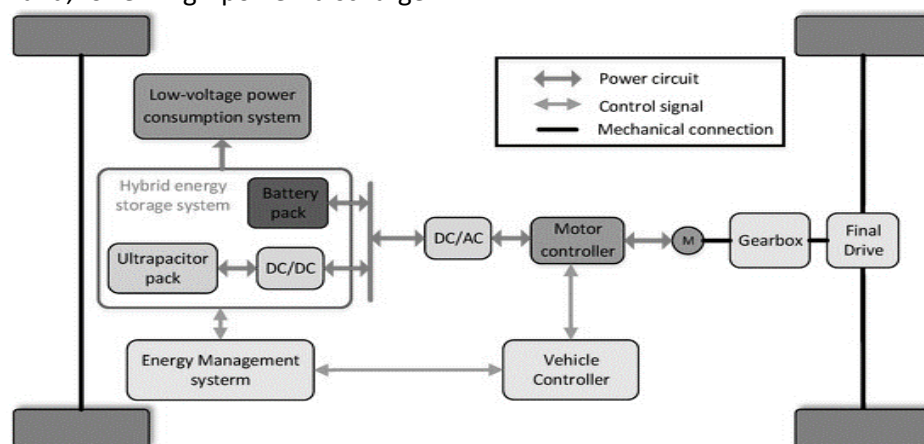 Low-voltage power
consumption system
Hybrid energy
storage system
Battery
pack
Ultrapacitor
pack
DC/DC
DC/AC
Motor
controller
M
Gearbox
Final
Drive
Energy Management
systerm
Vehicle
Controller
Power circuit
Control signal
Mechanical connection